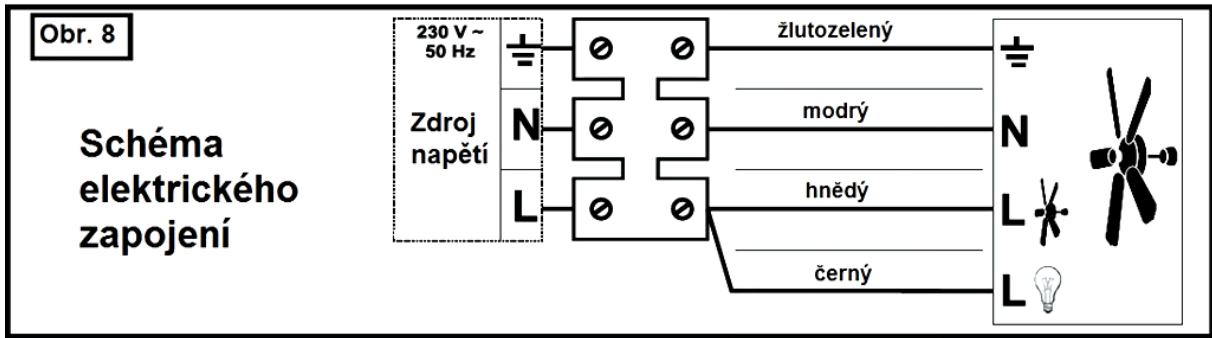 Obr. 8
Schéma
elektrického
zapojení
230 V ~
50 Hz
Zdroj
napětí
N
L
žlutozelený
modrý
hnědý
černý
N
L
L